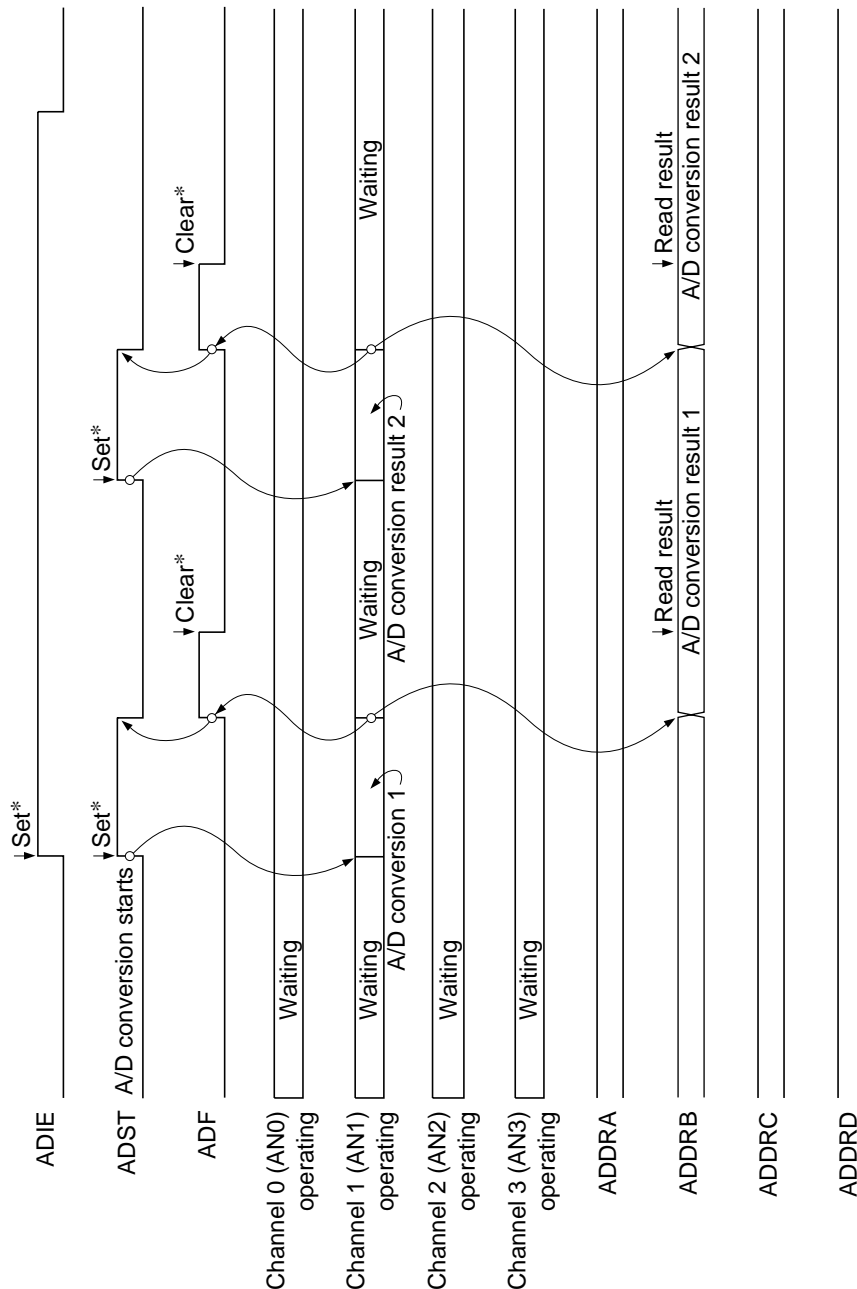 Set*
ADIE
Set*
Set*
A/D conversion starts
ADST
Clear*
Clear*
ADF
Waiting
Channel 0 (AN0)
operating
Waiting
Waiting
Waiting
Channel 1 (AN1)
operating
A/D conversion 1
A/D conversion result 2
Waiting
Channel 2 (AN2)
operating
Waiting
Channel 3 (AN3)
operating
ADDRA
Read result
Read result
ADDRB
A/D conversion result 1
A/D conversion result 2
ADDRC
ADDRD